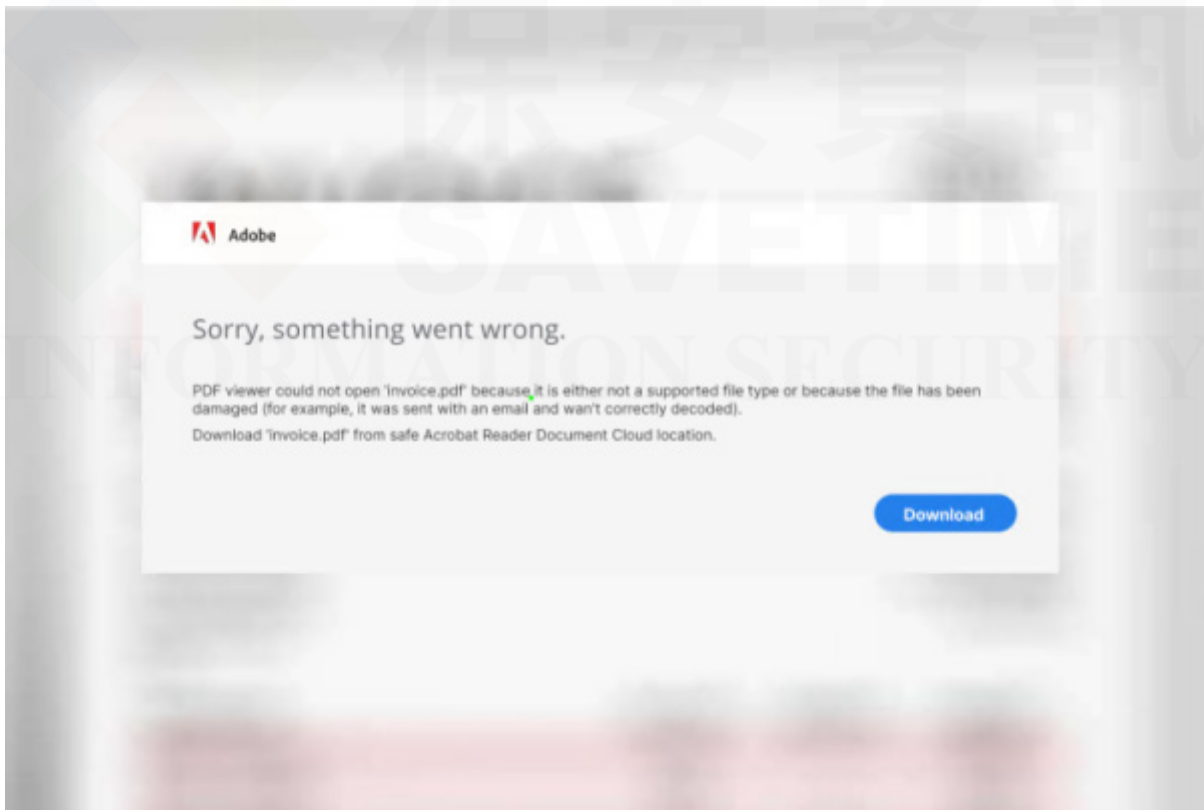 保安資訊
SAVETIME
INFORMATION SECURITY
Adobe
Sorry, something went wrong.
PDF viewer could not open 'invoice.pdf' because it is either not a supported file type or because the file has been
damaged (for example, it was sent with an email and wan't correctly decoded).
Download 'invoice.pdf' from safe Acrobat Reader Document Cloud location.
Download